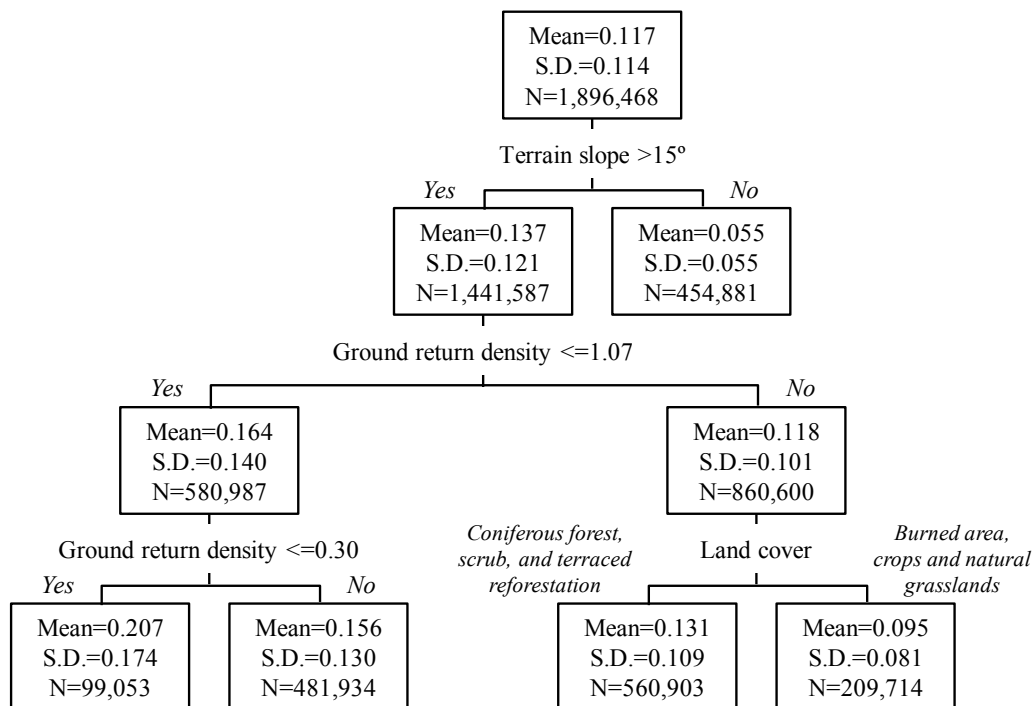 Mean=0.117
S.D.=0.114
N=1,896,468
Terrain slope >15º
Yes
No
Mean=0.137
S.D.=0.121
N=1,441,587
Mean=0.055
S.D.=0.055
N=454,881
Ground return density <=1.07
Yes
No
Mean=0.164
S.D.=0.140
N=580,987
Mean=0.118
S.D.=0.101
N=860,600
Ground return density <=0.30
Yes
No
Coniferous forest,
scrub, and terraced
reforestation
Land cover
Burned area,
crops and natural
grasslands
Mean=0.207
S.D.=0.174
N=99,053
Mean=0.156
S.D.=0.130
N=481,934
Mean=0.131
S.D.=0.109
N=560,903
Mean=0.095
S.D.=0.081
N=209,714